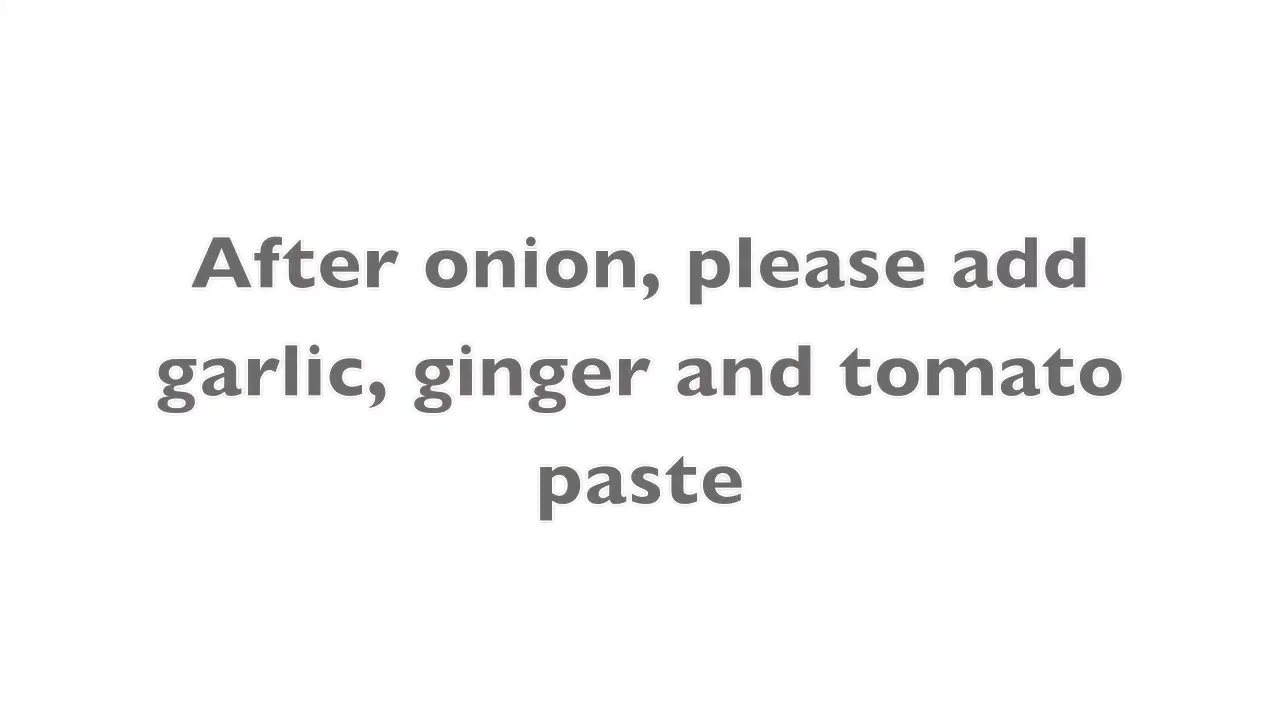 After onion, please add
garlic, ginger and tomato
paste